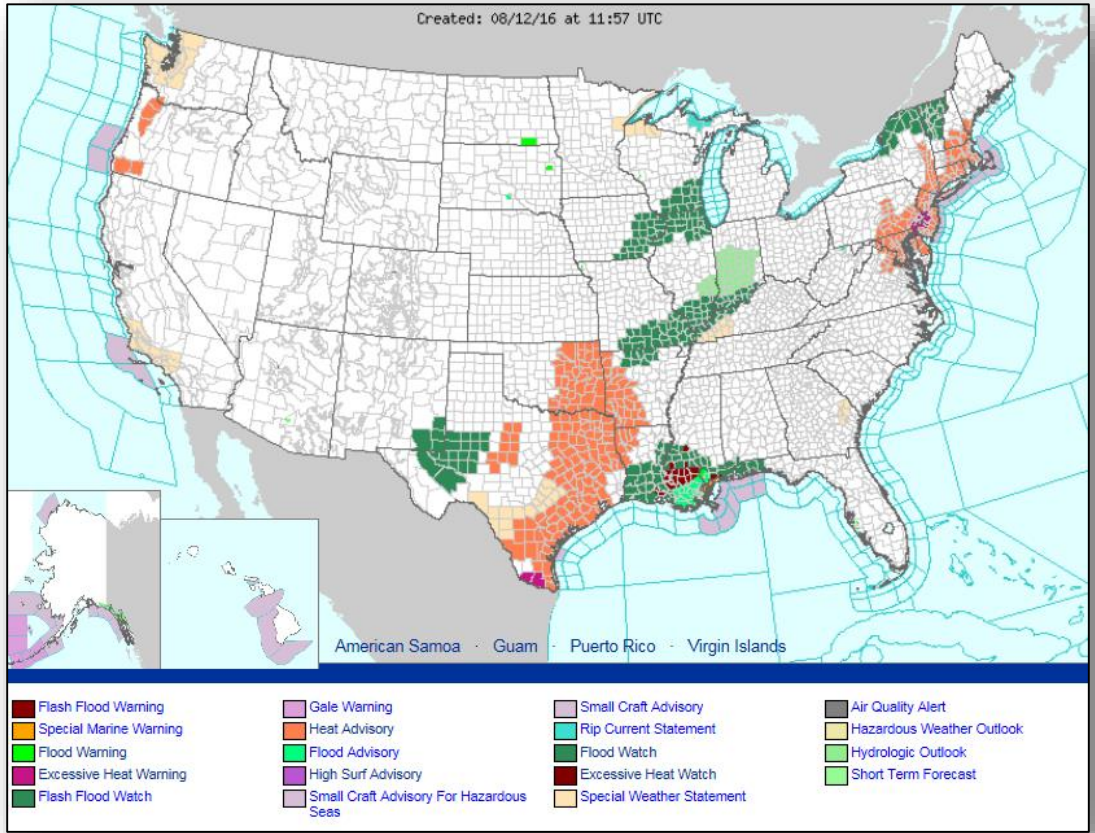 Created: 08/12/16 at 11:57 UTC
American Samoa · Guam · Puerto Rico · Virgin Islands
Flash Flood Warning
Special Marine Warning
Flood Warning
Excessive Heat Warning
Flash Flood Watch
Gale Warning
Heat Advisory
Flood Advisory
High Surf Advisory
Small Craft Advisory For Hazardous
Seas
Small Craft Advisory
Rip Current Statement
Flood Watch
Excessive Heat Watch
Special Weather Statement
Air Quality Alert
Hazardous Weather Outlook
Hydrologic Outlook
Short Term Forecast